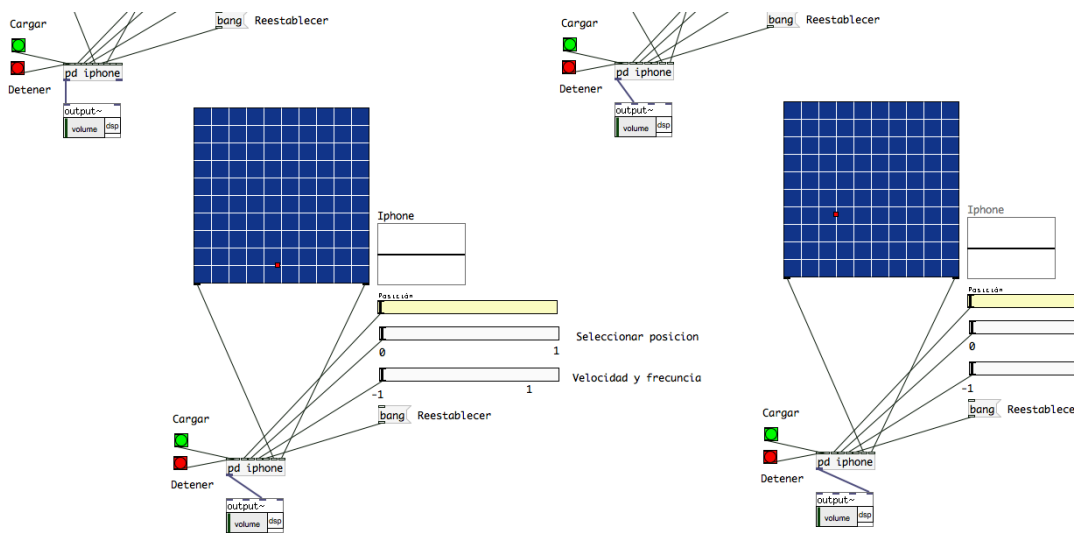 Cargar
bang
Reestablecer
pd iphone
Detener
output~
volume
dsp
Cargar
bang
Reestablecer
pd iphone
Detener
output~
volume
dsp
Iphone
Posición
Seleccionar posicion
0
1
Velocidad y frecuncia
-1
1
bang
Reestablecer
Cargar
pd iphone
Detener
output~
volume
dsp
Iphone
Posición
0
-1
bang
Reestablecer
Cargar
pd iphone
Detener
output~
volume
dsp